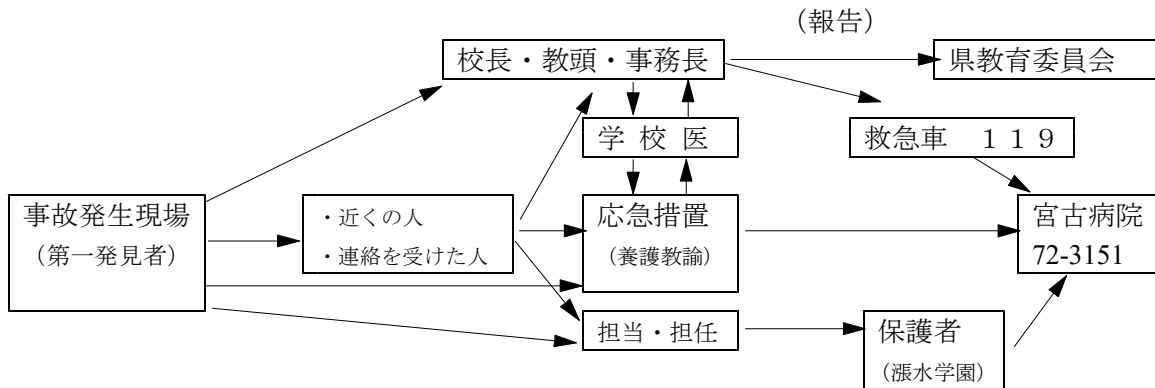 （報告）
校長・教頭・事務長
県教育委員会
学 校 医
救急車　１１９
事故発生現場
（第一発見者）
・近くの人
・連絡を受けた人
応急措置
（養護教諭）
宮古病院
72-3151
担当・担任
保護者
（漲水学園）